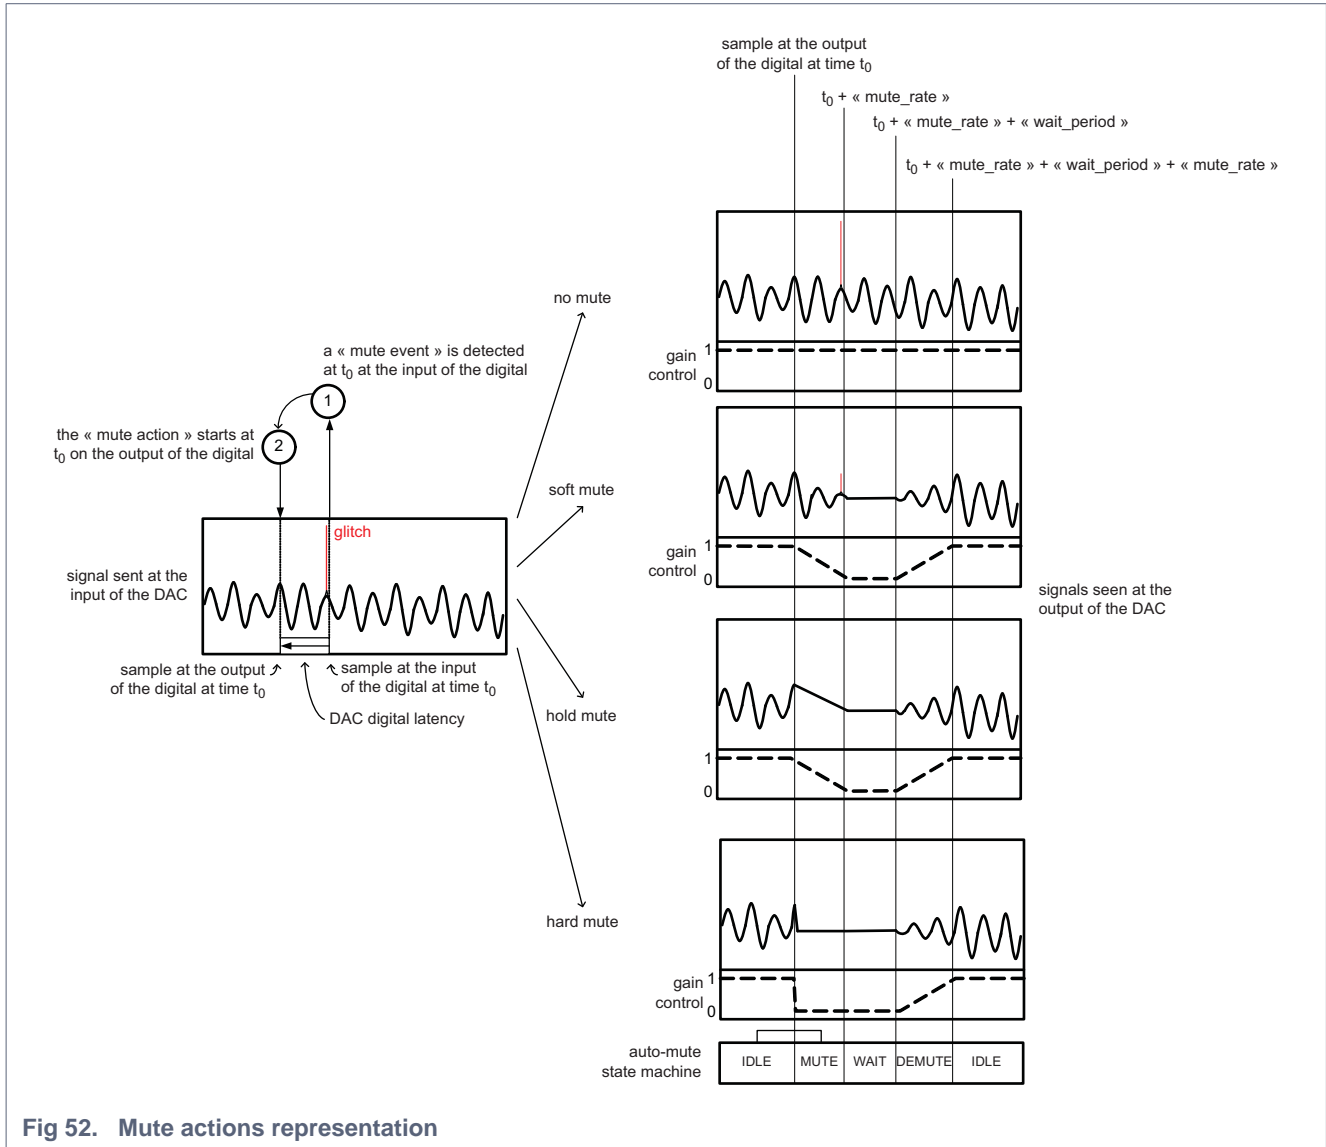 sample at the output
of the digital at time t0
t0 + « mute_rate »
t0 + « mute_rate » + « wait_period »
t0 + « mute_rate » + « wait_period » + « mute_rate »
no mute
a « mute event » is detected
at t0 at the input of the digital
1
2
the « mute action » starts at
t0 on the output of the digital
soft mute
glitch
signal sent at the
input of the DAC
sample at the output
of the digital at time t0
sample at the input
of the digital at time t0
DAC digital latency
hold mute
hard mute
gain
control
1
0
gain
control
1
0
signals seen at the
output of the DAC
1
0
gain
control
1
0
auto-mute
state machine
IDLE
MUTE
WAIT
DEMUTE
IDLE
Fig 52. Mute actions representation